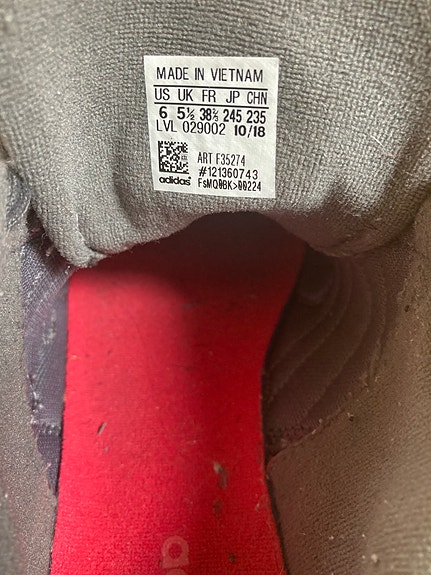 MADE IN VIETNAM
US UK FR JP CHN
6 5½ 38⅔ 245 235
LVL 029002 10/18
ART F35274
#121360743
adidas® FsMQ0BK>00224